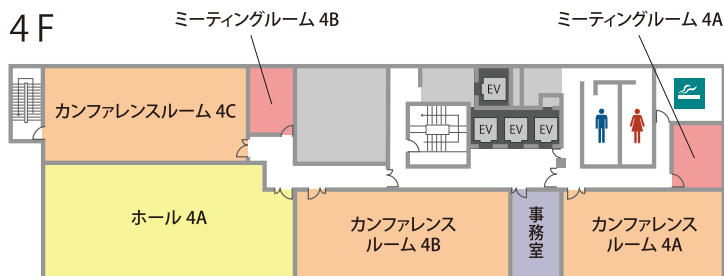 4F
ミーティングルーム 4B
ミーティングルーム 4A
カンファレンスルーム 4C
EV
EV
EV
EV
ホール 4A
カンファレンス
ルーム 4B
事務室
カンファレンス
ルーム 4A